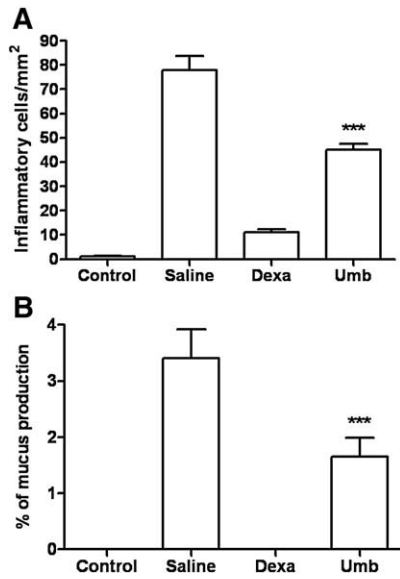 A
Inflammatory cells/mm²
90
80
70
60
50
40
30
20
10
0
***
Control Saline Dexa Umb
B
% of mucus production
4
3
2
1
0
***
Control Saline Dexa Umb